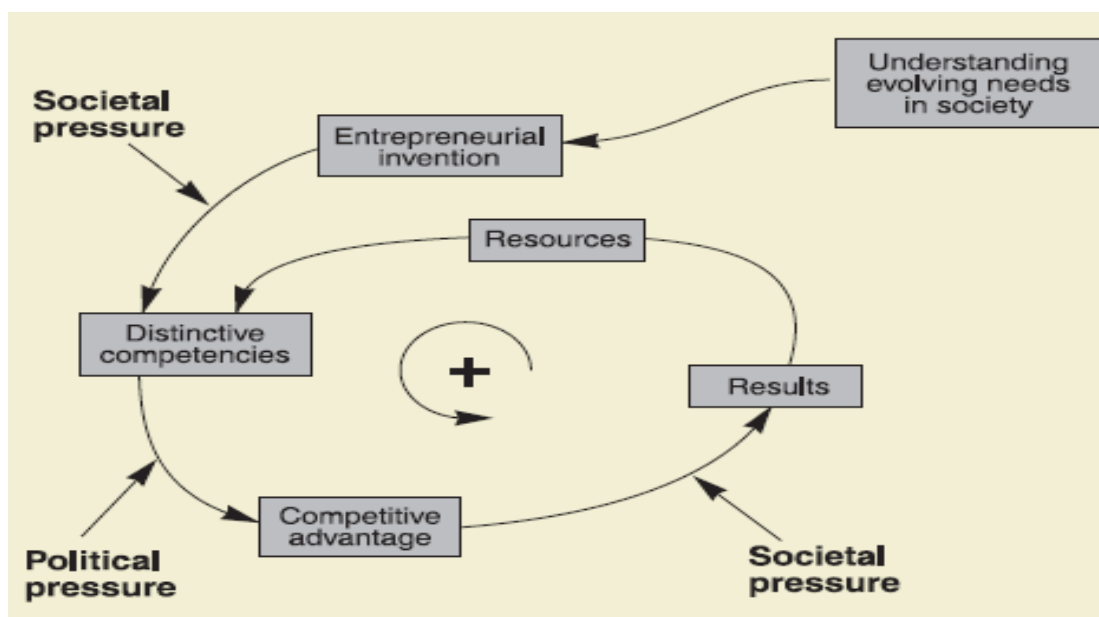 Understanding
evolving needs
in society
Societal
pressure
Entrepreneurial
invention
Resources
Distinctive
competencies
+
Results
Competitive
advantage
Political
pressure
Societal
pressure